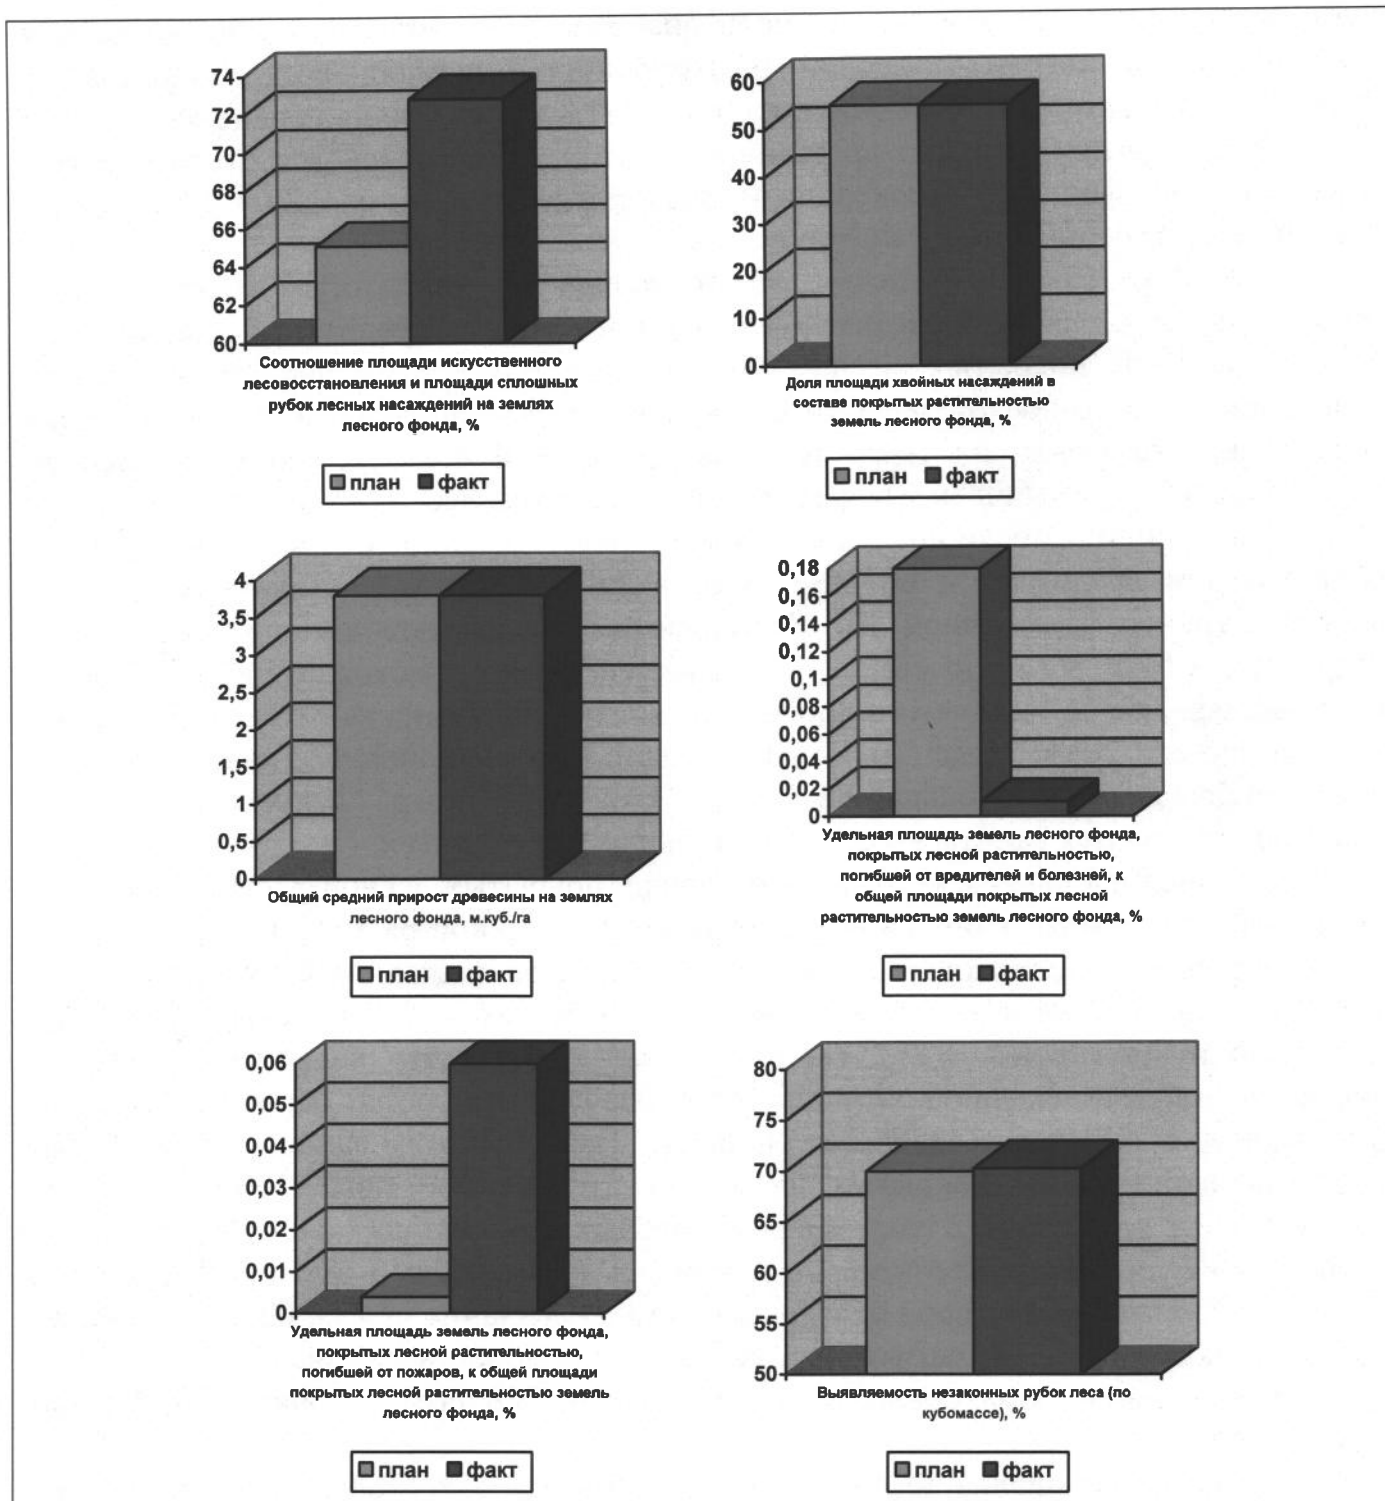 74
72
70
68
66
64
62
60
Соотношение площади искусственного
лесовосстановления и площади сплошных
рубок лесных насаждений на землях
лесного фонда, %
план факт
60
50
40
30
20
10
0
Доля площади хвойных насаждений в
составе покрытых растительностью
земель лесного фонда, %
план факт
4
3,5
3
2,5
2
1,5
1
0,5
0
Общий средний прирост древесины на землях
лесного фонда, м.куб./га
план факт
0,18
0,16
0,14
0,12
0,1
0,08
0,06
0,04
0,02
0
Удельная площадь земель лесного фонда,
покрытых лесной растительностью,
погибшей от вредителей и болезней, к
общей площади покрытых лесной
растительностью земель лесного фонда, %
план факт
0,06
0,05
0,04
0,03
0,02
0,01
0
Удельная площадь земель лесного фонда,
покрытых лесной растительностью,
погибшей от пожаров, к общей площади
покрытых лесной растительностью земель
лесного фонда, %
план факт
80
75
70
65
60
55
50
Выявляемость незаконных рубок леса (по
кубомассе), %
план факт